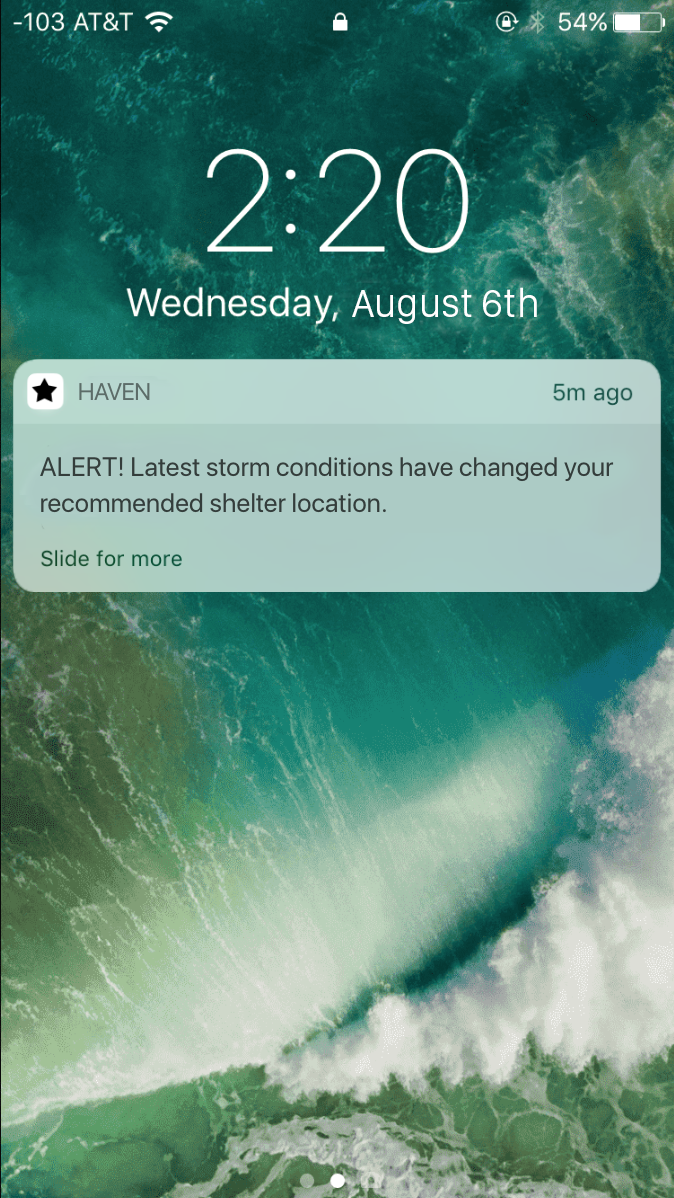 -103 AT&T 54%
2:20
Wednesday, August 6th
HAVEN 5m ago
ALERT! Latest storm conditions have changed your
recommended shelter location.
Slide for more